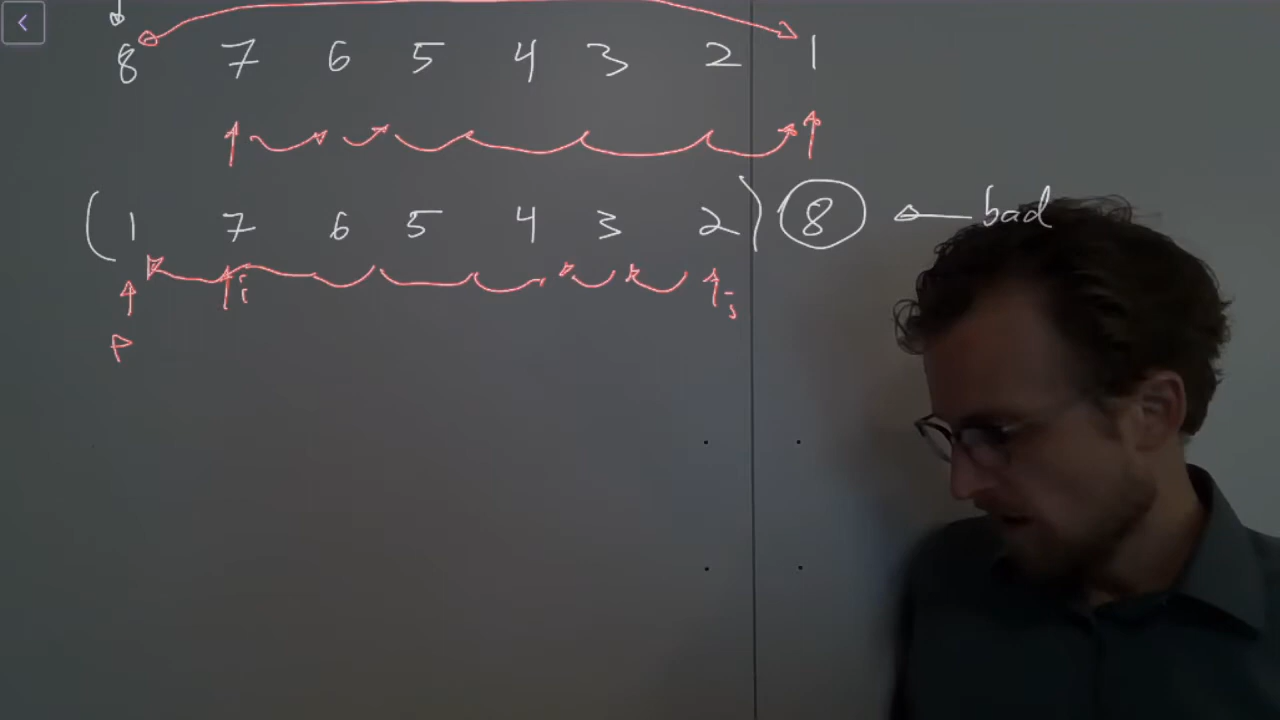 8 7 6 5 4 3 2 1
( 1 7 6 5 4 3 2 ) 8 ← bad
i j
P